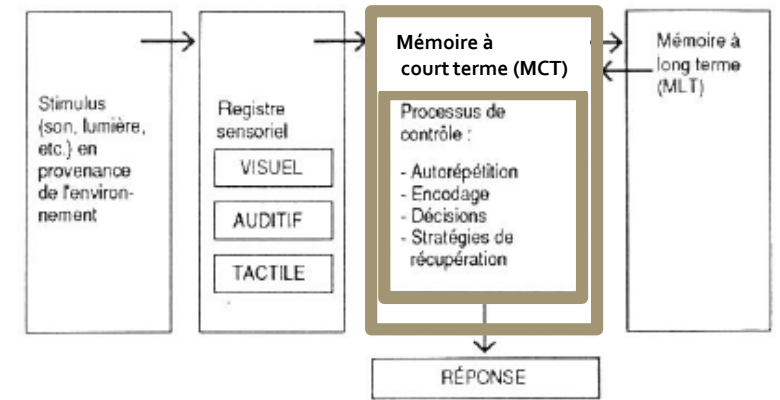 Stimulus
(son, lumière,
etc.) en
provenance
de l'environ-
nement
Registre
sensoriel
VISUEL
AUDITIF
TACTILE
Mémoire à
court terme (MCT)
Processus de
contrôle :
- Autorépétition
- Encodage
- Décisions
- Stratégies de
récupération
Mémoire à
long terme
(MLT)
RÉPONSE